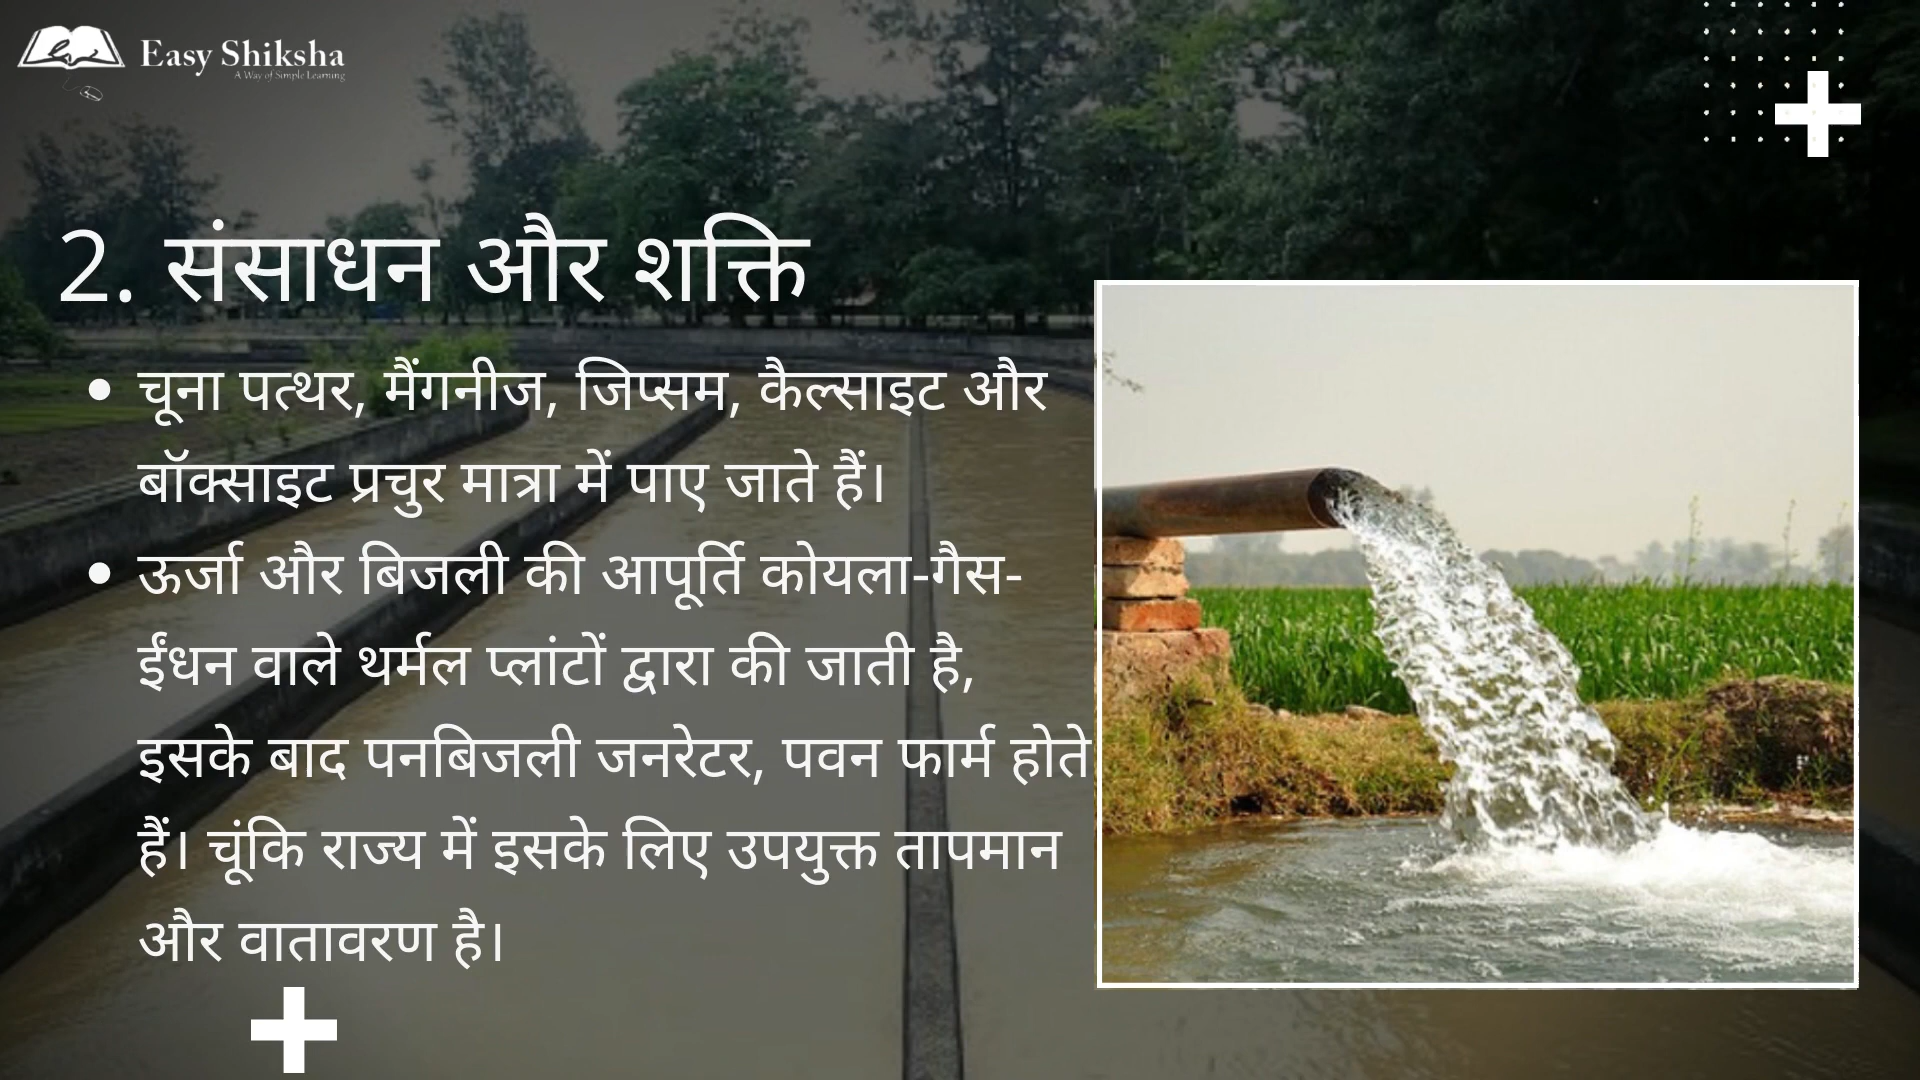 Easy Shiksha
A Way of Simple Learning
2. संसाधन और शक्ति
• चूना पत्थर, मैंगनीज, जिप्सम, कैल्साइट और
बॉक्साइट प्रचुर मात्रा में पाए जाते हैं।
• ऊर्जा और बिजली की आपूर्ति कोयला-गैस-
ईंधन वाले थर्मल प्लांटों द्वारा की जाती है,
इसके बाद पनबिजली जनरेटर, पवन फार्म होते
हैं। चूंकि राज्य में इसके लिए उपयुक्त तापमान
और वातावरण है।